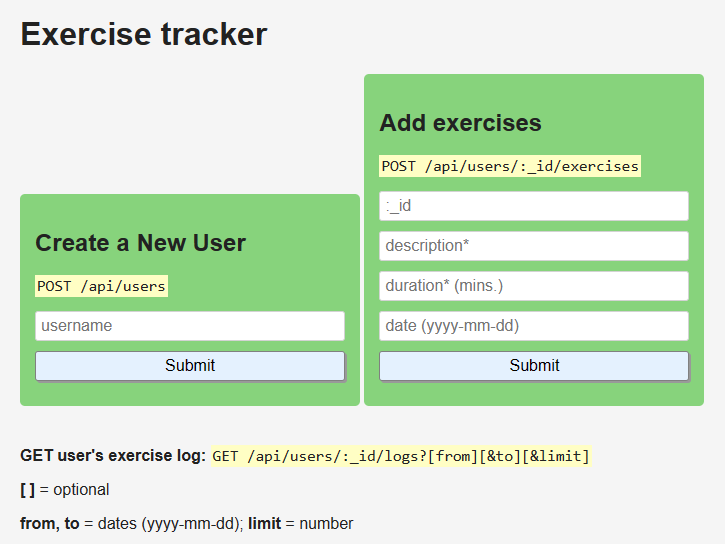 Exercise tracker
Create a New User
POST /api/users
username
Submit
Add exercises
POST /api/users/:_id/exercises
:_id
description*
duration* (mins.)
date (yyyy-mm-dd)
Submit
GET user's exercise log: GET /api/users/:_id/logs?[from][&to][&limit]
[ ] = optional
from, to = dates (yyyy-mm-dd); limit = number